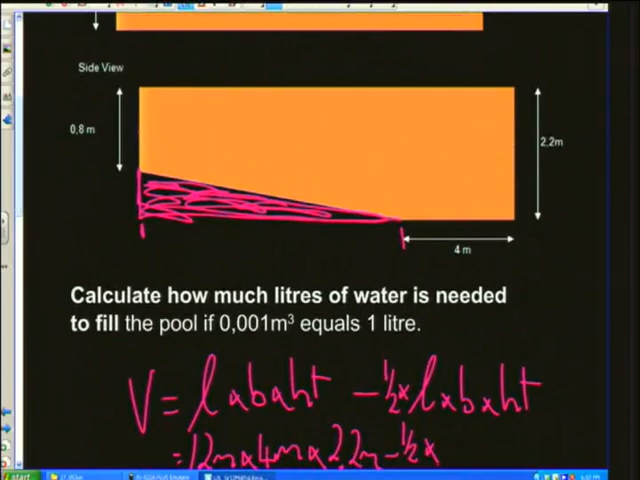 Side View
0,8 m
2,2m
4 m
Calculate how much litres of water is needed
to fill the pool if 0,001m³ equals 1 litre.
V = l x b x ht - ½ x l x b x ht
= 12m x 4m x 2,2m - ½ x
start